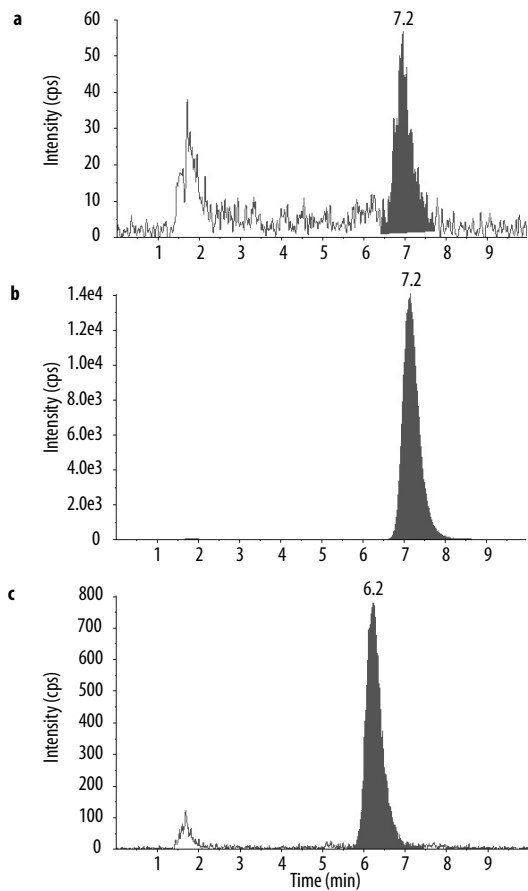 a
7.2
Intensity (cps)
60
50
40
30
20
10
0
1 2 3 4 5 6 7 8 9
b
7.2
Intensity (cps)
1.4e4
1.2e4
1.0e4
8.0e3
6.0e3
4.0e3
2.0e3
0
1 2 3 4 5 6 7 8 9
c
6.2
Intensity (cps)
800
700
600
500
400
300
200
100
0
1 2 3 4 5 6 7 8 9
Time (min)